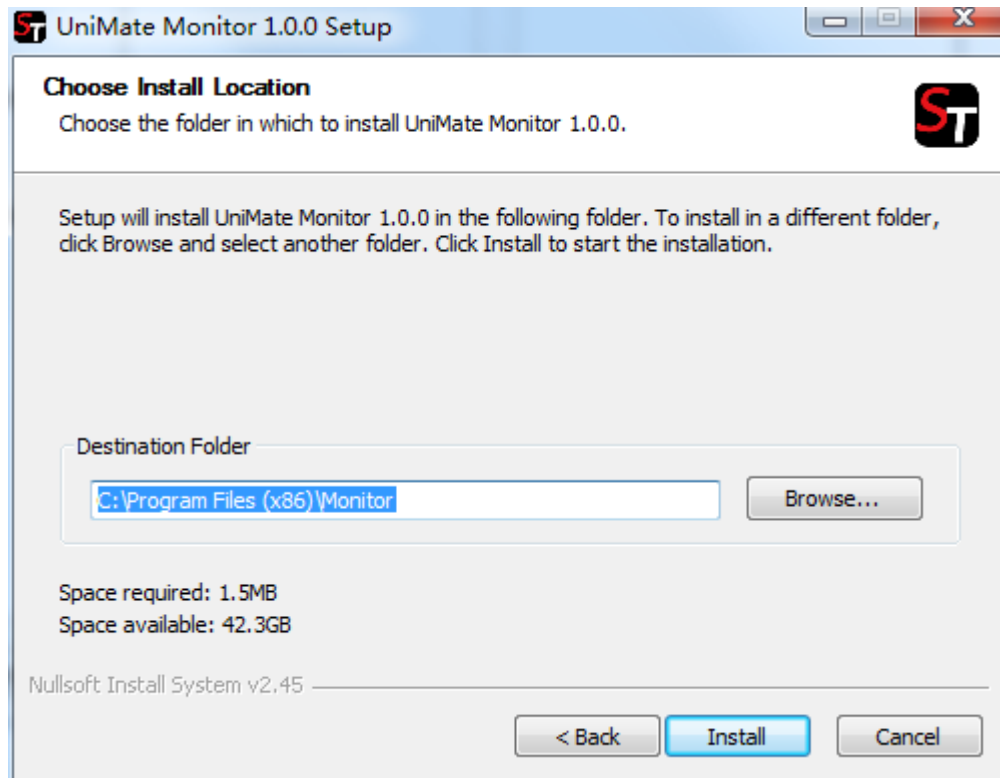 ST UniMate Monitor 1.0.0 Setup
Choose Install Location
Choose the folder in which to install UniMate Monitor 1.0.0.
ST
Setup will install UniMate Monitor 1.0.0 in the following folder. To install in a different folder,
click Browse and select another folder. Click Install to start the installation.
Destination Folder
C:\Program Files (x86)\Monitor
Browse...
Space required: 1.5MB
Space available: 42.3GB
Nullsoft Install System v2.45
< Back Install Cancel